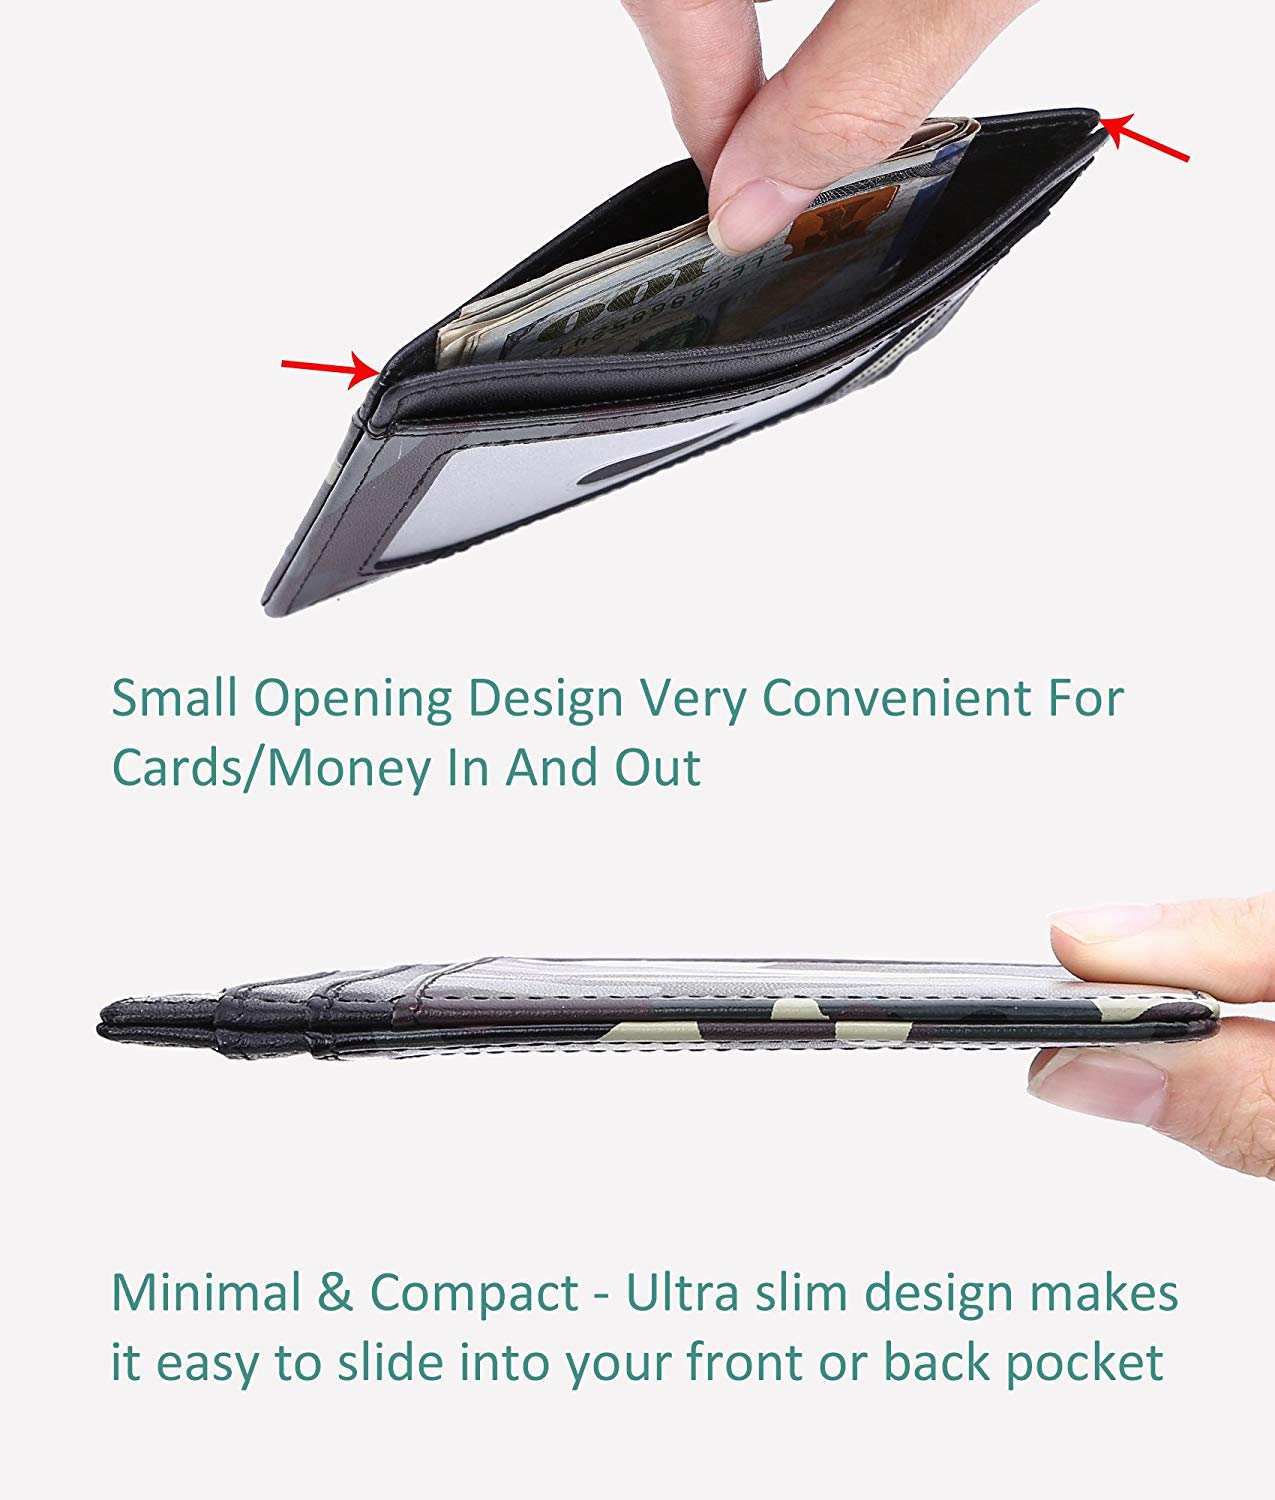 Small Opening Design Very Convenient For
Cards/Money In And Out
Minimal & Compact - Ultra slim design makes
it easy to slide into your front or back pocket